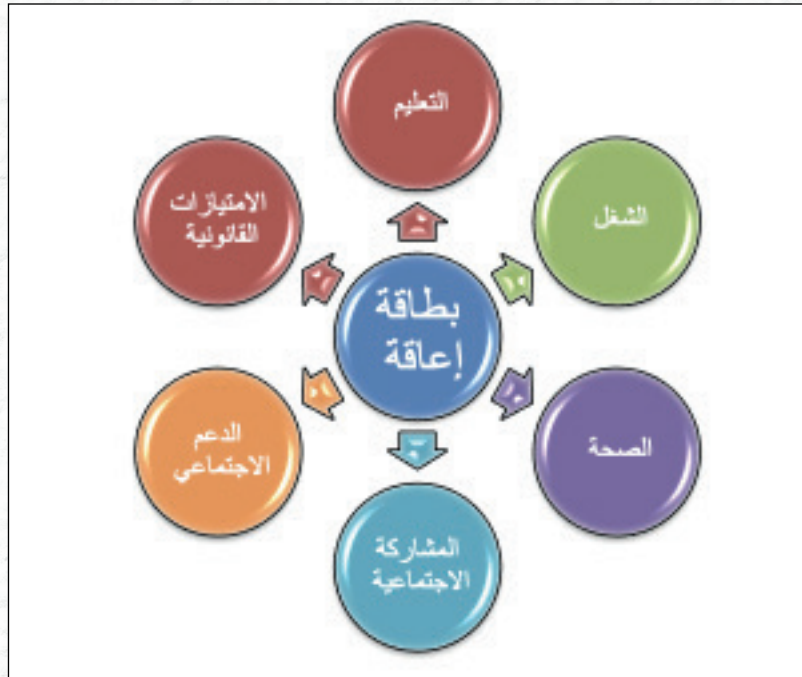 التعليم
الشغل
الصحة
المشاركة
الاجتماعية
الدعم
الاجتماعي
الامتيازات
القانونية
بطاقة
إعاقة